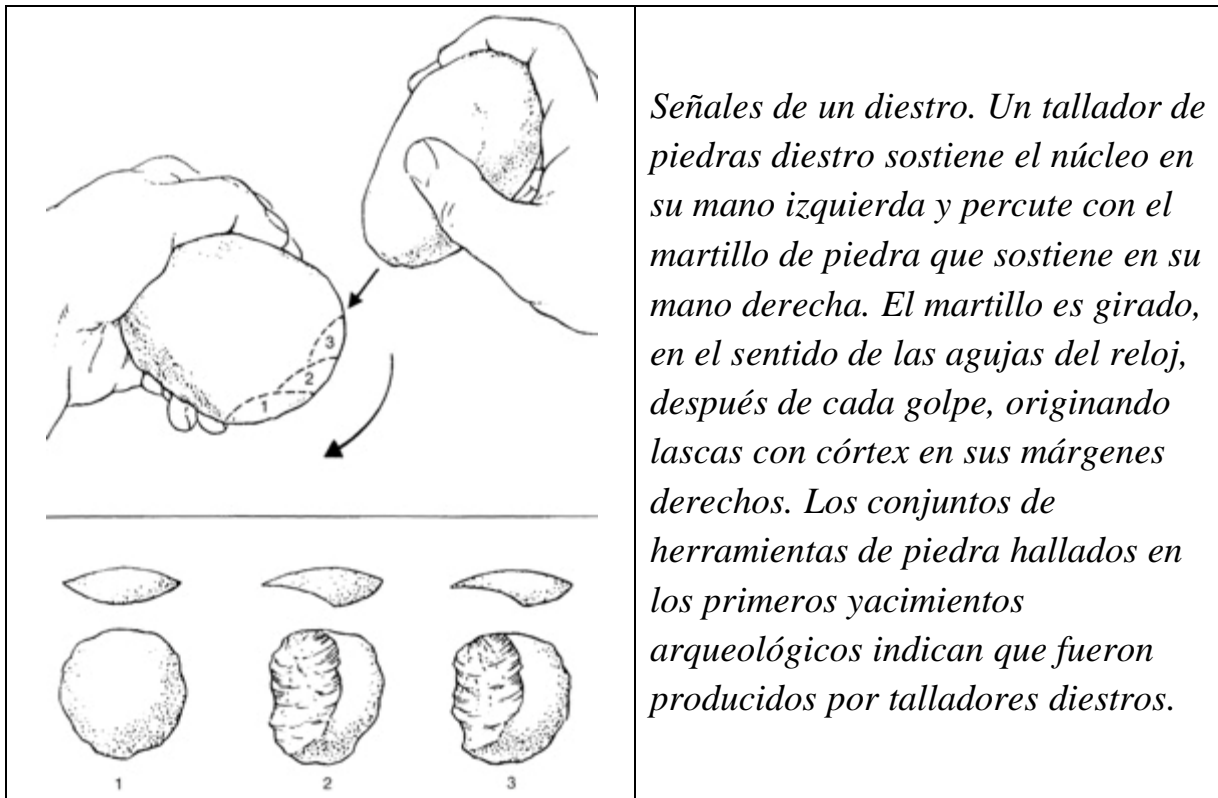 3
2
1
1
2
3
Señales de un diestro. Un tallador de
piedras diestro sostiene el núcleo en
su mano izquierda y percute con el
martillo de piedra que sostiene en su
mano derecha. El martillo es girado,
en el sentido de las agujas del reloj,
después de cada golpe, originando
lascas con córtex en sus márgenes
derechos. Los conjuntos de
herramientas de piedra hallados en
los primeros yacimientos
arqueológicos indican que fueron
producidos por talladores diestros.